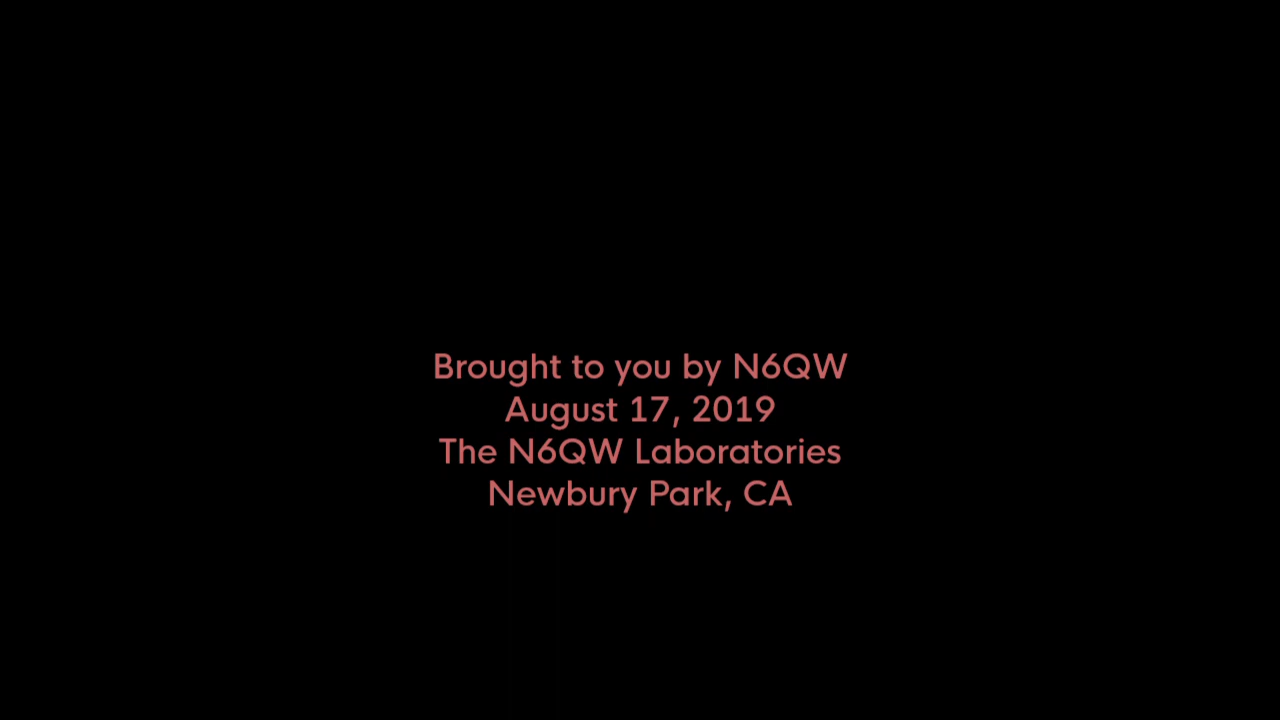 Brought to you by N6QW
August 17, 2019
The N6QW Laboratories
Newbury Park, CA